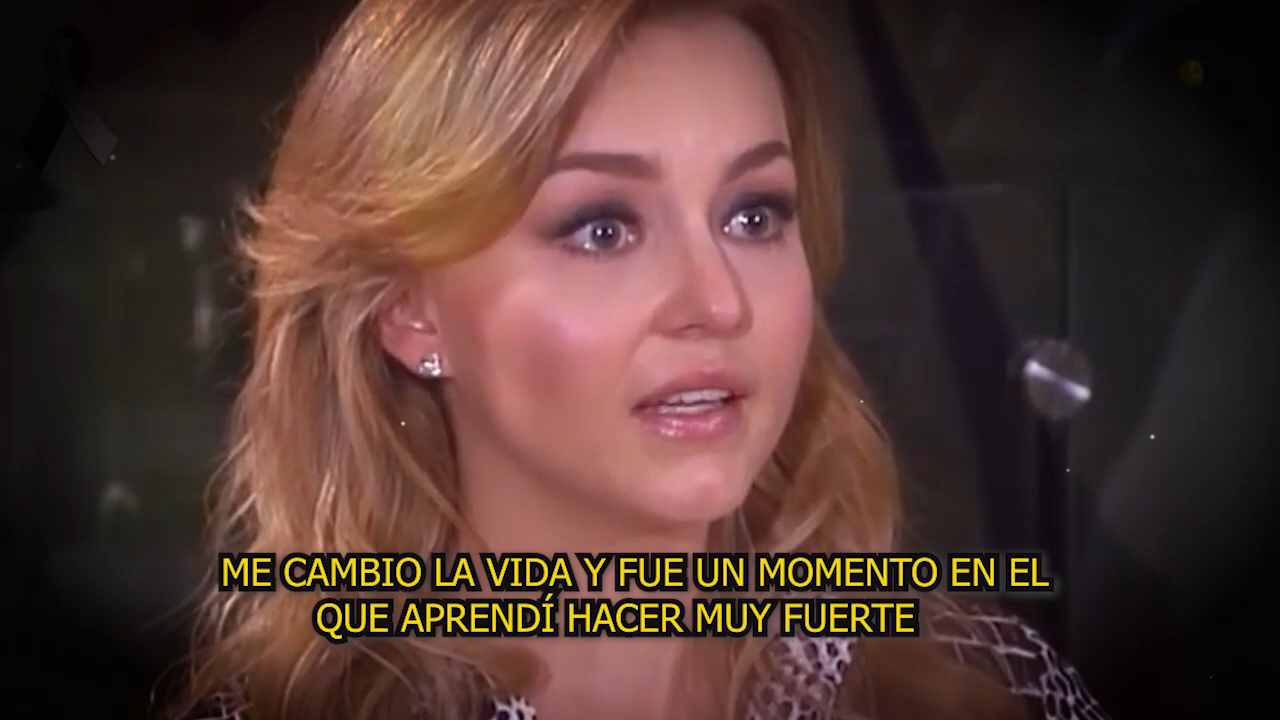 ME CAMBIO LA VIDA Y FUE UN MOMENTO EN EL
QUE APRENDÍ HACER MUY FUERTE